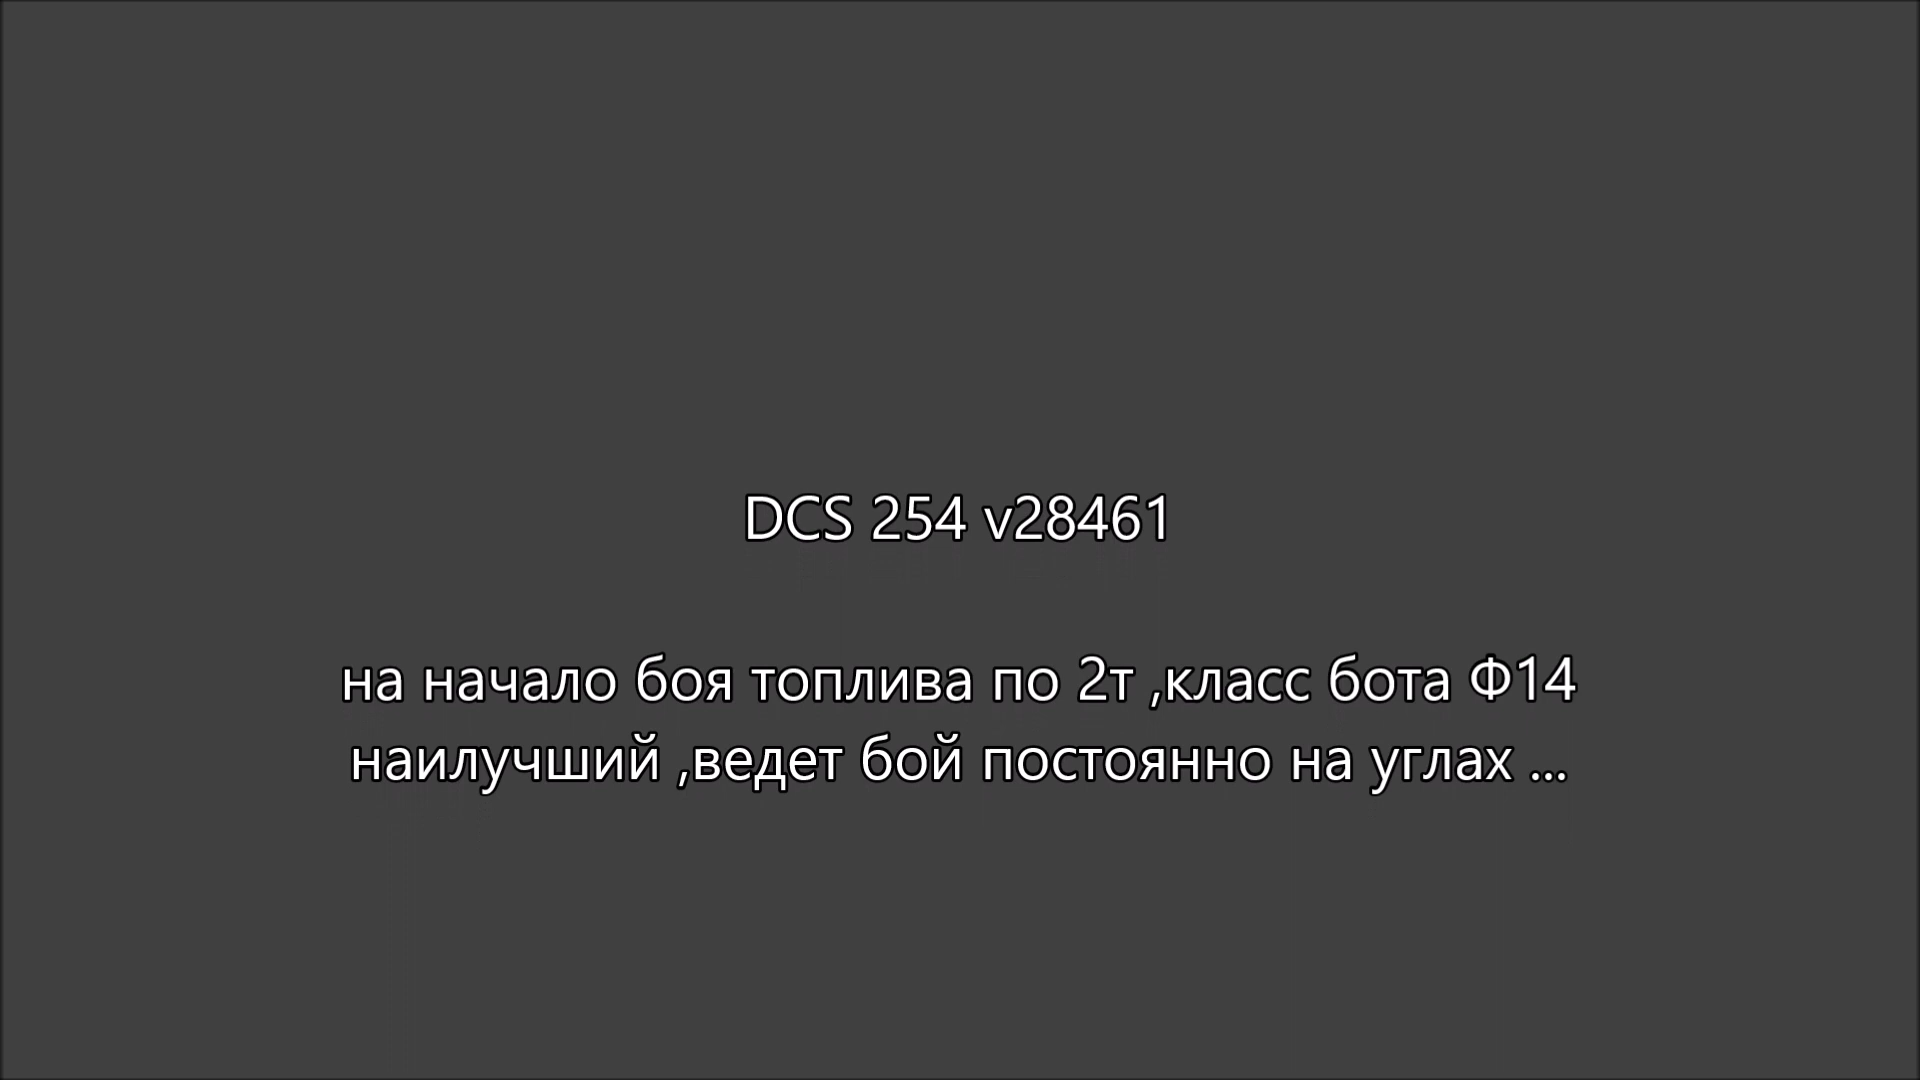 DCS 254 v28461
на начало боя топлива по 2т ,класс бота Ф14
наилучший ,ведет бой постоянно на углах ...